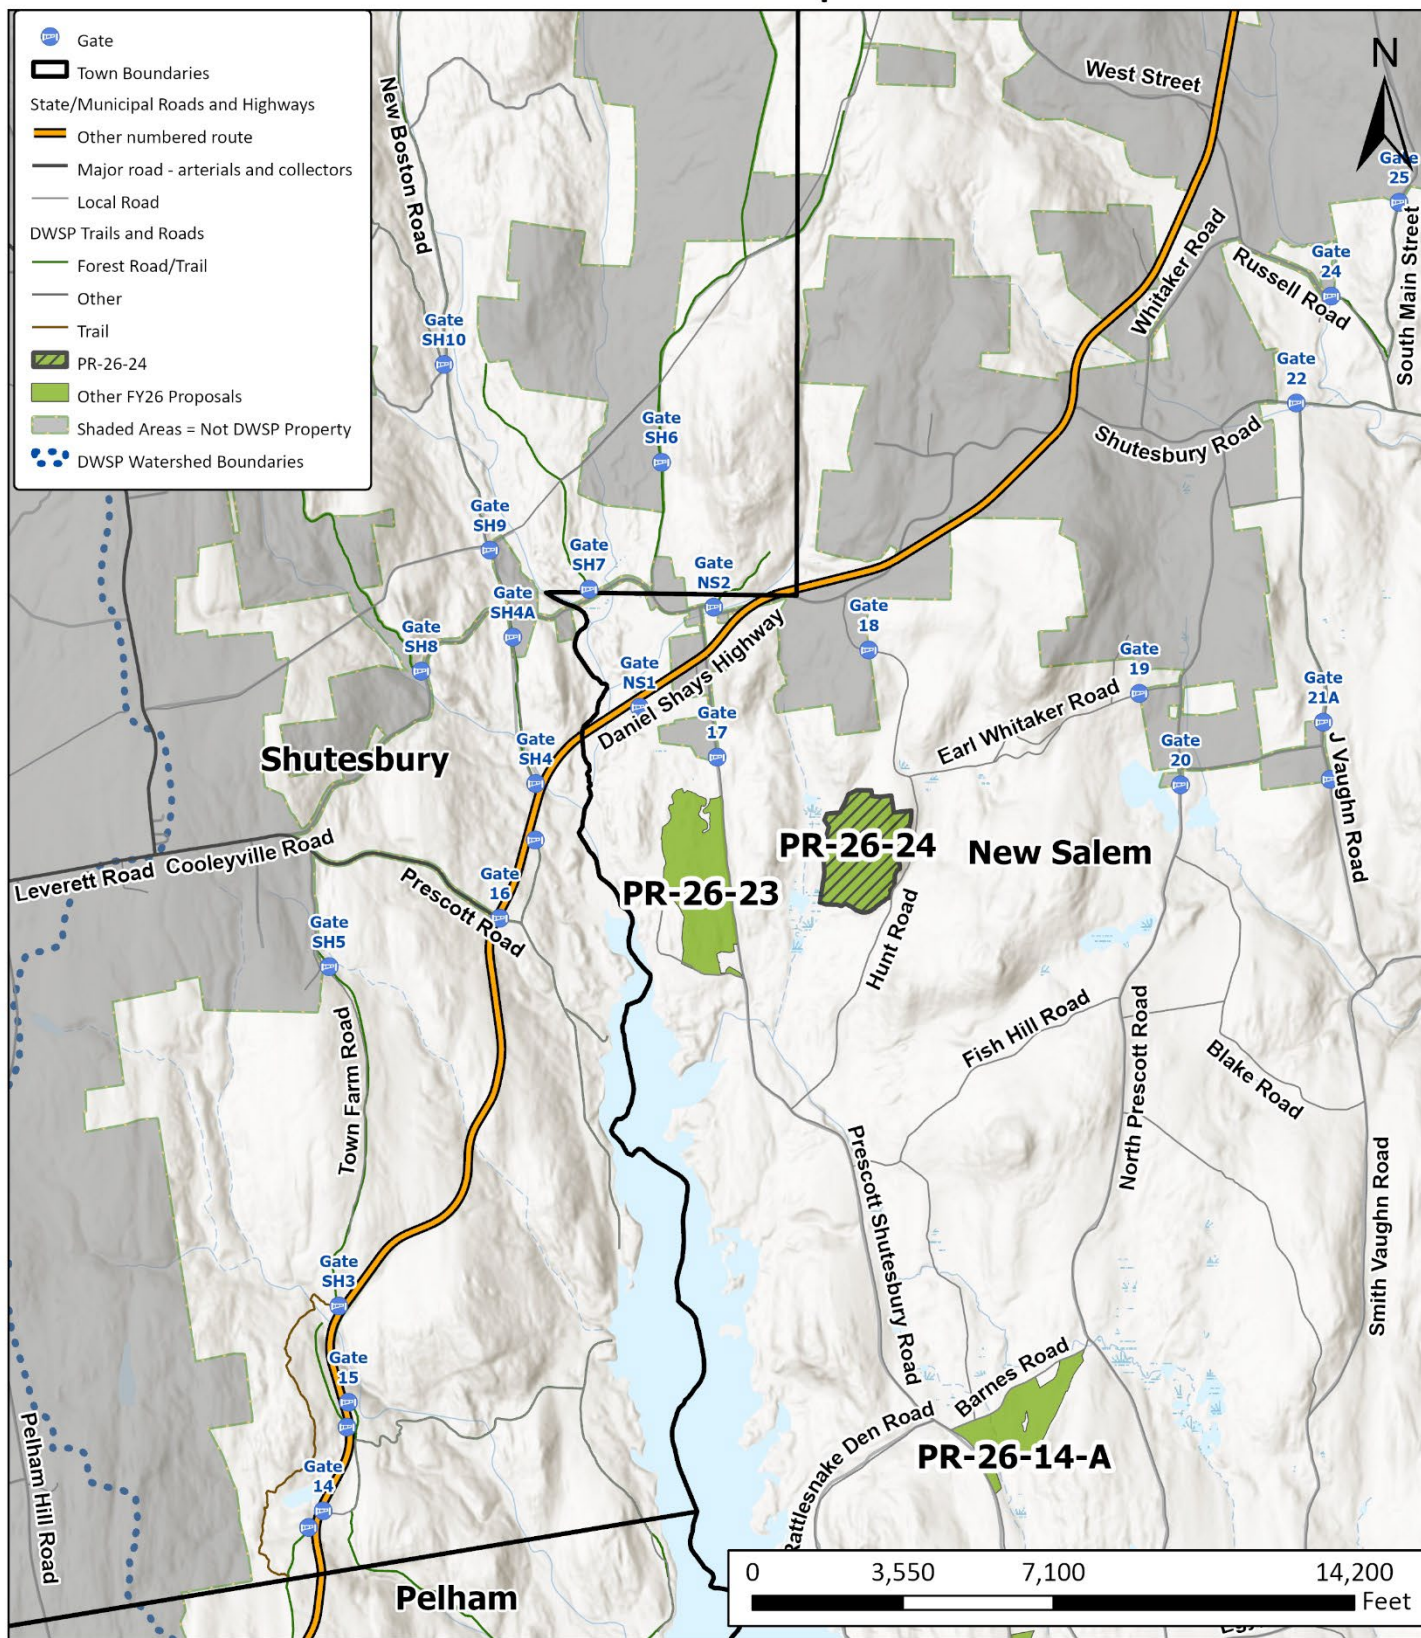 Gate
Town Boundaries
State/Municipal Roads and Highways
Other numbered route
Major road - arterials and collectors
Local Road
DWSP Trails and Roads
Forest Road/Trail
Other
Trail
PR-26-24
Other FY26 Proposals
Shaded Areas = Not DWSP Property
DWSP Watershed Boundaries
N
West Street
New Boston Road
Gate
25
South Main Street
Whitaker Road
Gate
24
Russell Road
Gate
SH10
Gate
22
Shutesbury Road
Gate
SH6
Gate
SH9
Gate
SH7
Gate
NS2
Gate
SH4A
Gate
18
Gate
SH8
Gate
NS1
Daniel Shays Highway
Gate
19
Gate
21A
Earl Whitaker Road
Gate
17
Shutesbury
Gate
SH4
Gate
20
J Vaughn Road
PR-26-24
New Salem
Leverett Road
Cooleyville Road
Prescott Road
Gate
16
PR-26-23
Gate
SH5
Hunt Road
Town Farm Road
Fish Hill Road
North Prescott Road
Blake Road
Prescott Shutesbury Road
Smith Vaughn Road
Gate
SH3
Gate
15
Barnes Road
Rattlesnake Den Road
PR-26-14-A
Pelham Hill Road
Gate
14
Pelham
0 3,550 7,100 14,200
Feet